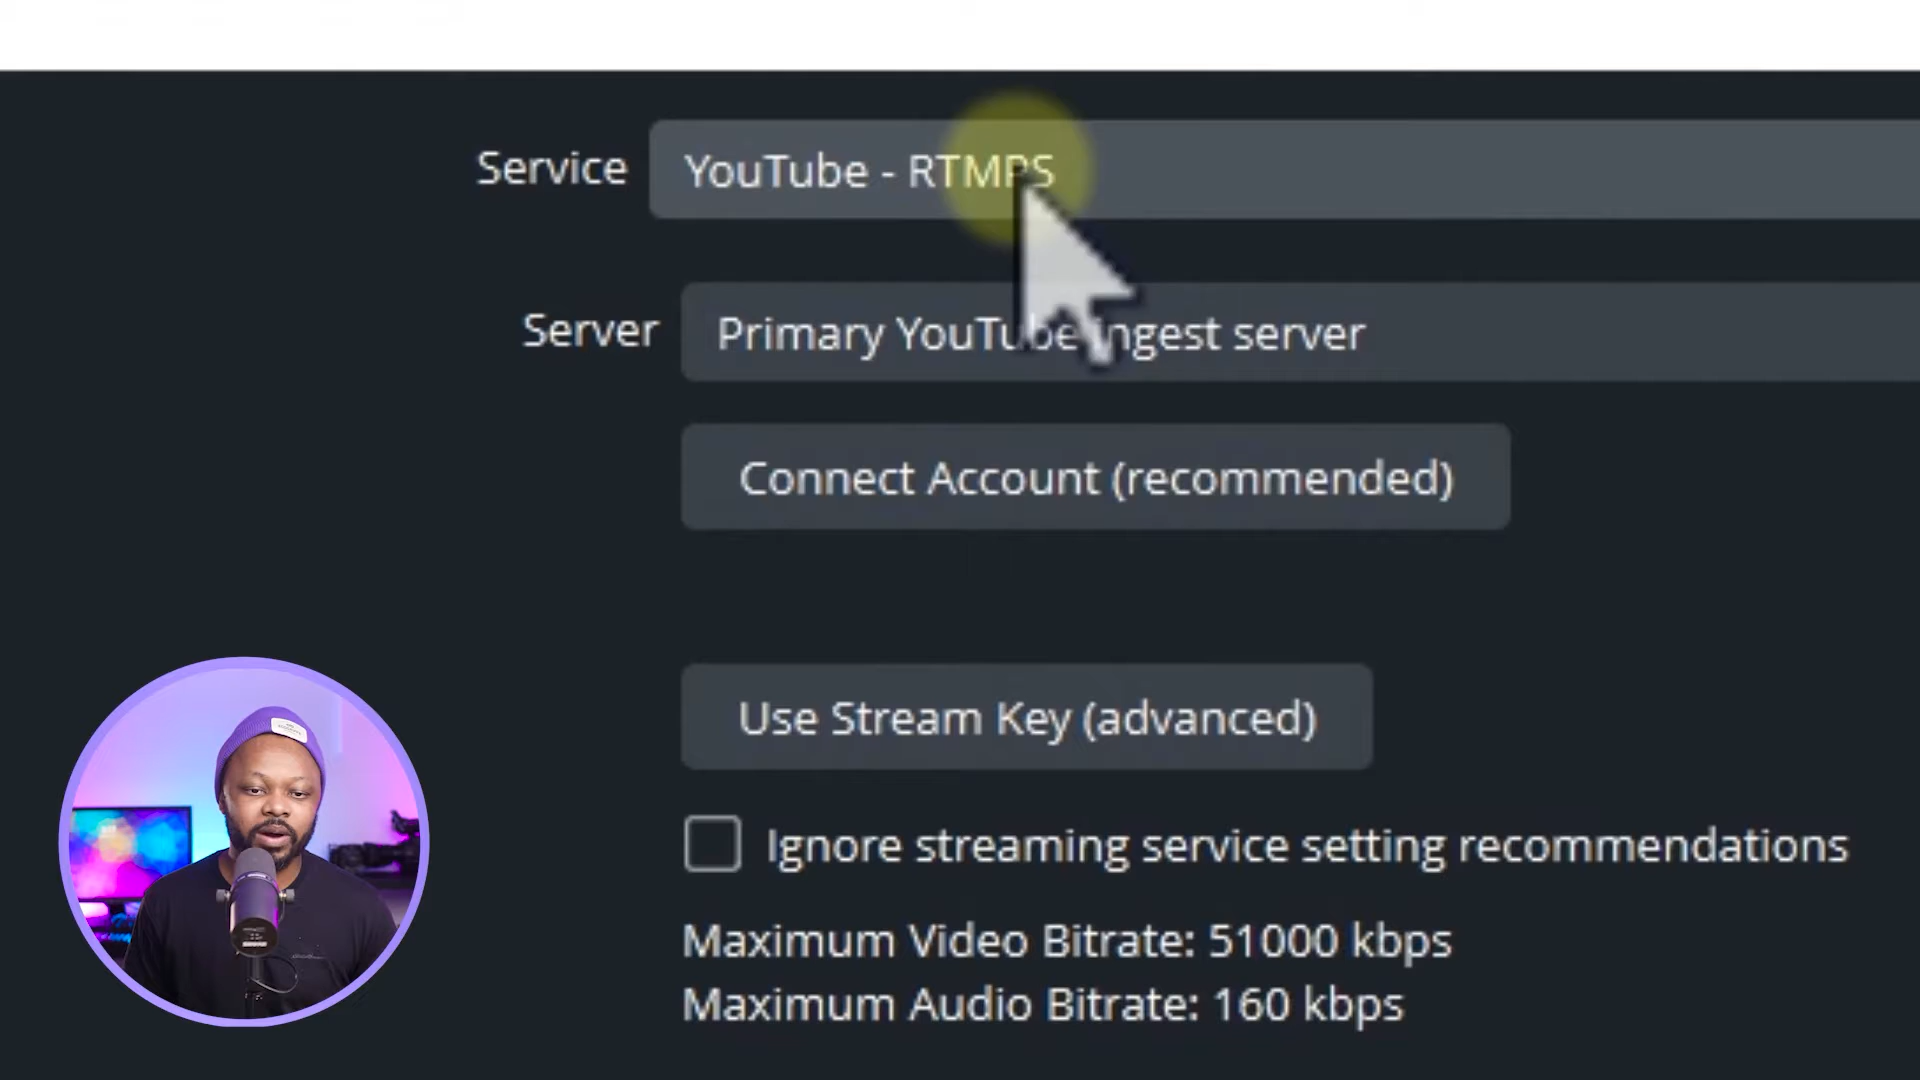 Service YouTube - RTMPS
Server Primary YouTube ingest server
Connect Account (recommended)
Use Stream Key (advanced)
Ignore streaming service setting recommendations
Maximum Video Bitrate: 51000 kbps
Maximum Audio Bitrate: 160 kbps